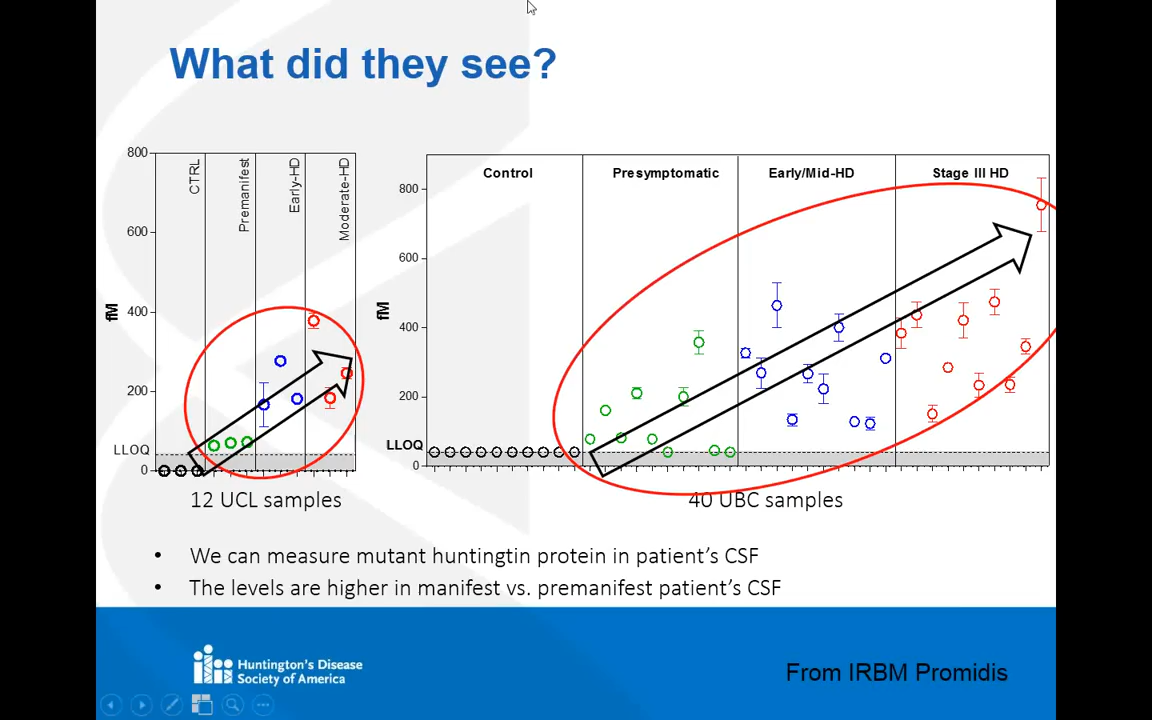 What did they see?
800
600
400
200
0
LLOQ
fM
CTRL
Premanifest
Early-HD
Moderate-HD
12 UCL samples
800
600
400
200
0
LLOQ
fM
Control
Presymptomatic
Early/Mid-HD
Stage III HD
40 UBC samples
• We can measure mutant huntingtin protein in patient's CSF
• The levels are higher in manifest vs. premanifest patient's CSF
Huntington's Disease
Society of America
From IRBM Promidis